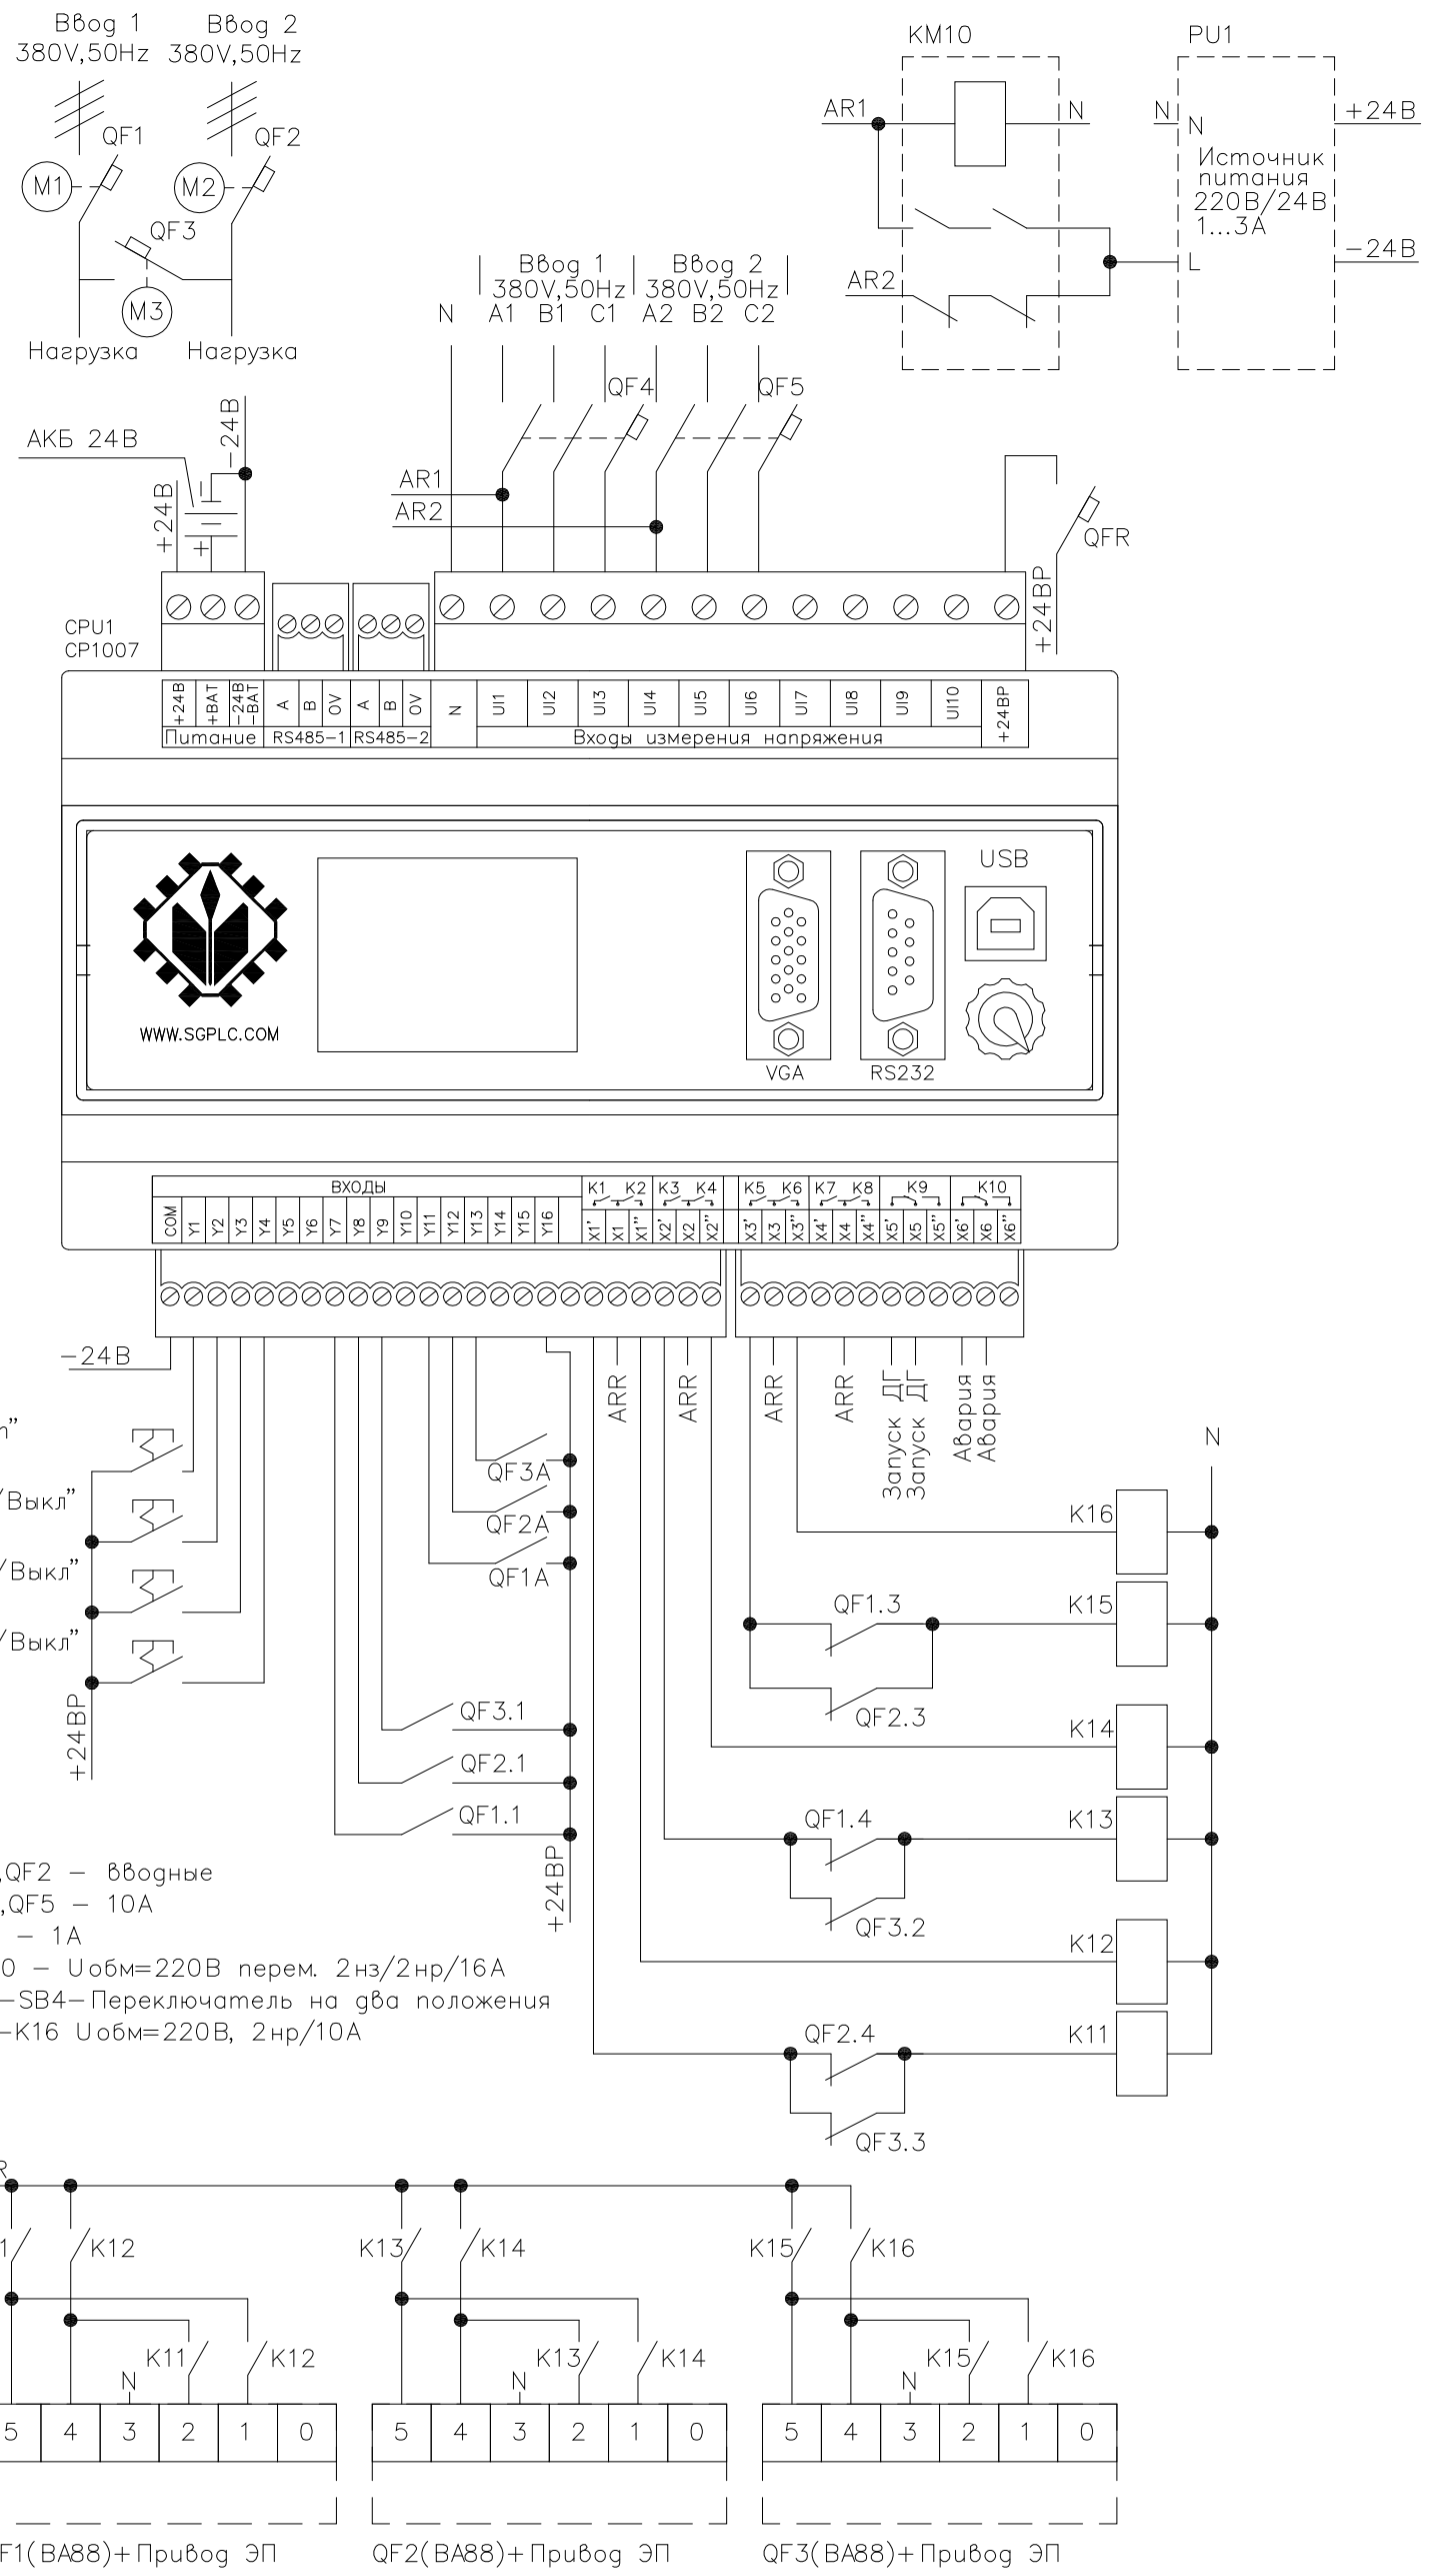 Ввод 1
380V,50Hz
Ввод 2
380V,50Hz
QF1
QF2
M1
M2
QF3
M3
Нагрузка
Нагрузка
KM10
AR1
N
AR2
PU1
N
N
Источник
питания
220В/24В
1...3А
L
+24В
−24В
Ввод 1
380V,50Hz
Ввод 2
380V,50Hz
N A1 B1 C1 A2 B2 C2
QF4
QF5
АКБ 24В
−24В
+24В
+
AR1
AR2
QFR
+24ВР
CPU1
CP1007
+24В +ВАТ −24В −ВАТ A B 0V A B 0V N UI1 UI2 UI3 UI4 UI5 UI6 UI7 UI8 UI9 UI10 +24ВР
Питание RS485−1 RS485−2 Входы измерения напряжения
USB
WWW.SGPLC.COM
VGA
RS232
ВХОДЫ K1 K2 K3 K4 K5 K6 K7 K8 K9 K10
COM Y1 Y2 Y3 Y4 Y5 Y6 Y7 Y8 Y9 Y10 Y11 Y12 Y13 Y14 Y15 Y16 X1' X1 X1" X2' X2 X2" X3' X3 X3" X4' X4 X4" X5' X5 X5" X6' X6 X6"
−24В
ARR
ARR
ARR
ARR
Запуск ДГ
Запуск ДГ
Авария
Авария
N
/Выкл"
/Выкл"
/Выкл"
+24ВР
QF3A
QF2A
QF1A
QF3.1
QF2.1
QF1.1
+24ВР
K16
QF1.3
K15
QF2.3
K14
QF1.4
K13
QF3.2
K12
QF2.4
K11
QF3.3
,QF2 − вводные
,QF5 − 10А
− 1А
0 − Uобм=220В перем. 2нз/2нр/16А
−SB4−Переключатель на два положения
−K16 Uобм=220В, 2нр/10А
R
1 K12 K13 K14 K15 K16
K11 K12 K13 K14 K15 K16
N N N
5 4 3 2 1 0
5 4 3 2 1 0
5 4 3 2 1 0
F1(ВА88)+Привод ЭП
QF2(ВА88)+Привод ЭП
QF3(ВА88)+Привод ЭП